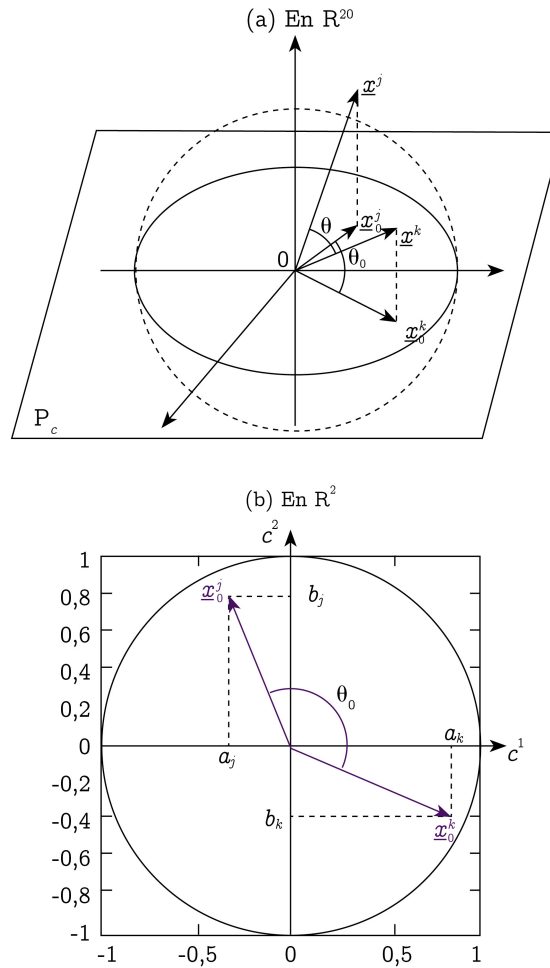 (a) En R²⁰
x^j
θ
x₀^j
x^k
0
θ₀
x₀^k
P_c
(b) En R²
c²
1
x₀^j
0,8
b_j
0,6
0,4
θ₀
0,2
a_k
0
a_j
c¹
-0,2
-0,4
b_k
x₀^k
-0,6
-0,8
-1
-1 -0,5 0 0,5 1